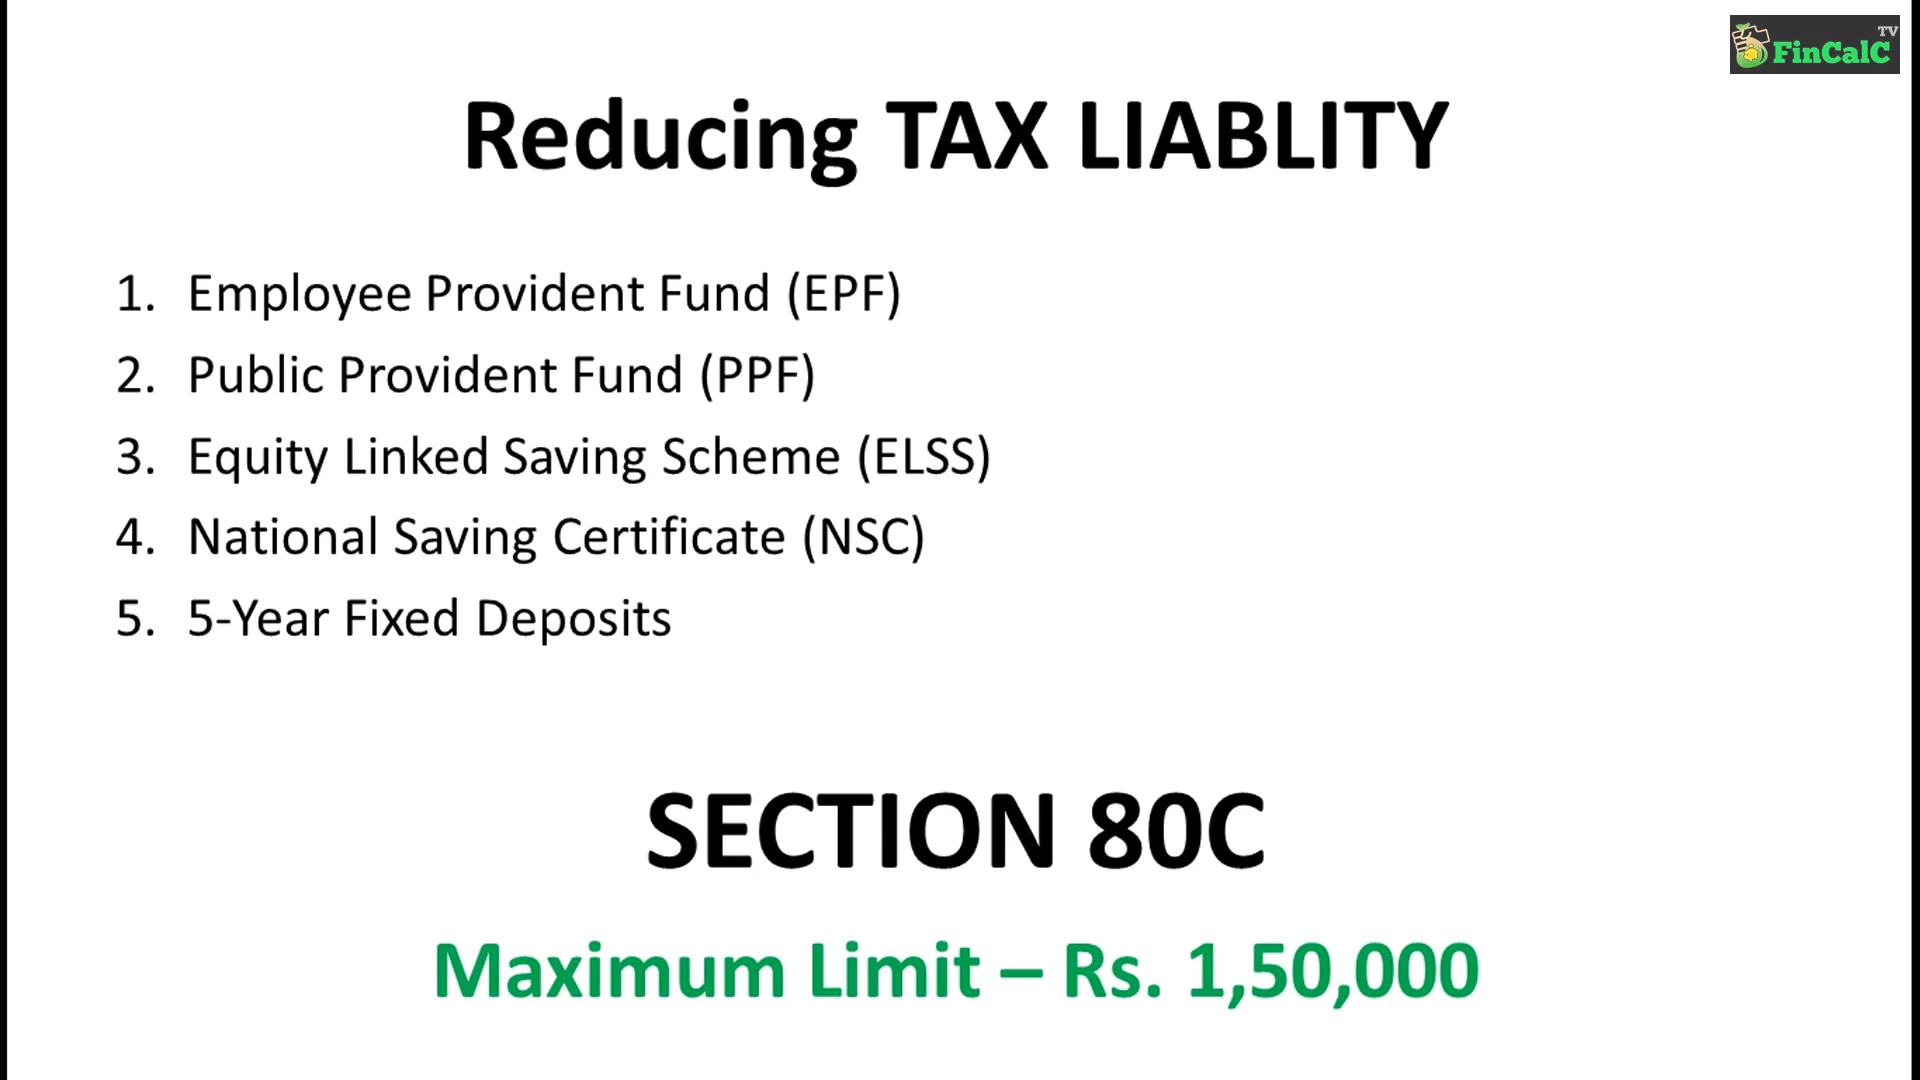 TV
FinCalC
Reducing TAX LIABLITY
1. Employee Provident Fund (EPF)
2. Public Provident Fund (PPF)
3. Equity Linked Saving Scheme (ELSS)
4. National Saving Certificate (NSC)
5. 5-Year Fixed Deposits
SECTION 80C
Maximum Limit – Rs. 1,50,000